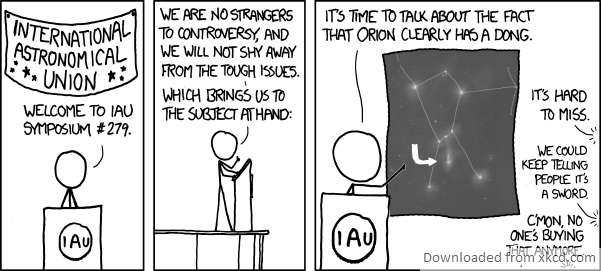 INTERNATIONAL
ASTRONOMICAL
UNION
WELCOME TO IAU
SYMPOSIUM #279.
IAU
WE ARE NO STRANGERS
TO CONTROVERSY, AND
WE WILL NOT SHY AWAY
FROM THE TOUGH ISSUES.
WHICH BRINGS US TO
THE SUBJECT AT HAND:
IT'S TIME TO TALK ABOUT THE FACT
THAT ORION CLEARLY HAS A DONG.
IT'S HARD
TO MISS.
WE COULD
KEEP TELLING
PEOPLE IT'S
A SWORD.
C'MON, NO
ONE'S BUYING
THAT ANYMORE.
IAU
Downloaded from xkcd.com